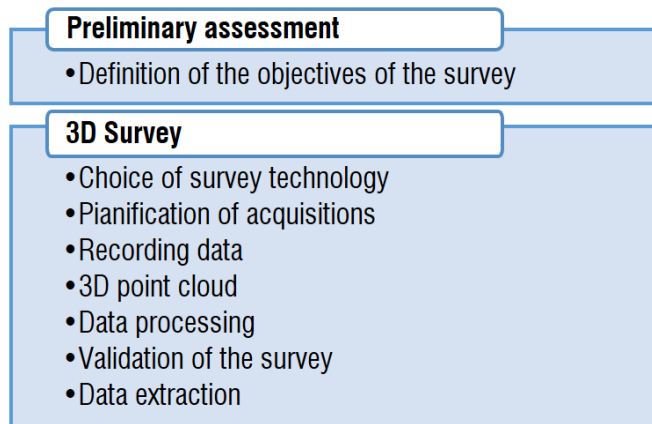 Preliminary assessment
•Definition of the objectives of the survey
3D Survey
•Choice of survey technology
•Pianification of acquisitions
•Recording data
•3D point cloud
•Data processing
•Validation of the survey
•Data extraction